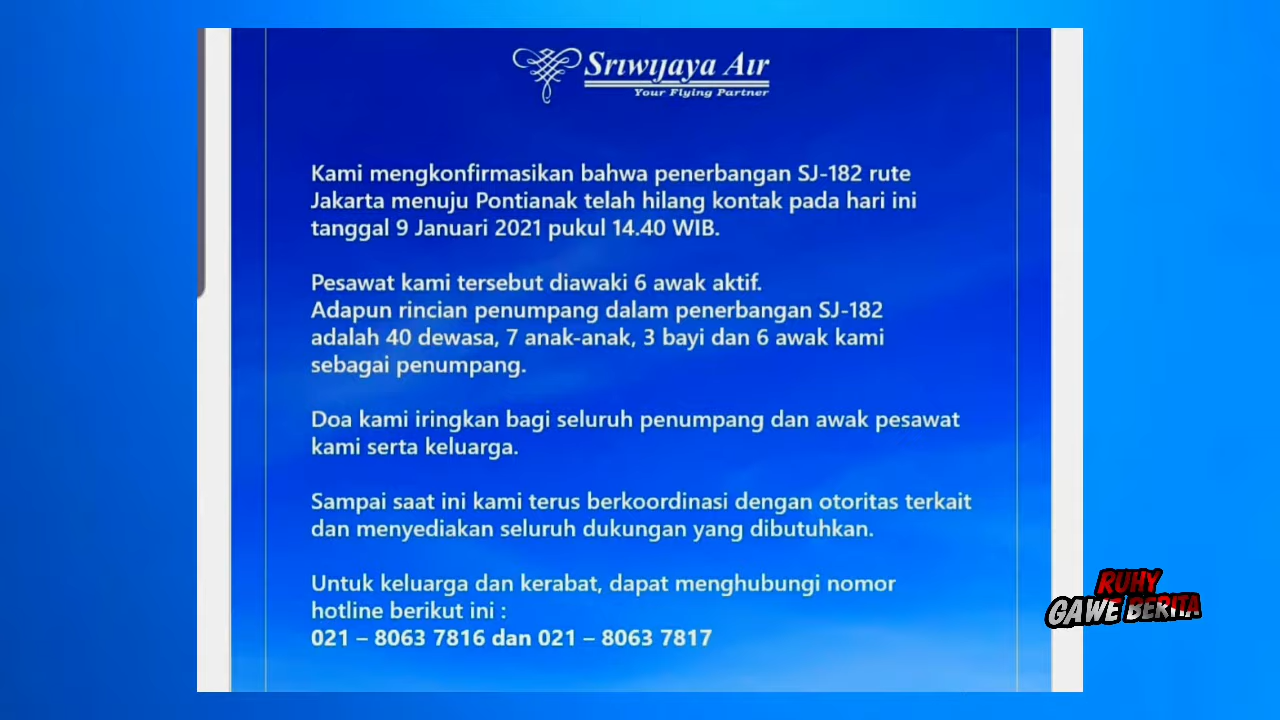 Sriwijaya Air
Your Flying Partner
Kami mengkonfirmasikan bahwa penerbangan SJ-182 rute
Jakarta menuju Pontianak telah hilang kontak pada hari ini
tanggal 9 Januari 2021 pukul 14.40 WIB.
Pesawat kami tersebut diawaki 6 awak aktif.
Adapun rincian penumpang dalam penerbangan SJ-182
adalah 40 dewasa, 7 anak-anak, 3 bayi dan 6 awak kami
sebagai penumpang.
Doa kami iringkan bagi seluruh penumpang dan awak pesawat
kami serta keluarga.
Sampai saat ini kami terus berkoordinasi dengan otoritas terkait
dan menyediakan seluruh dukungan yang dibutuhkan.
Untuk keluarga dan kerabat, dapat menghubungi nomor
hotline berikut ini :
021 – 8063 7816 dan 021 – 8063 7817
RUHY
GAWE BERITA